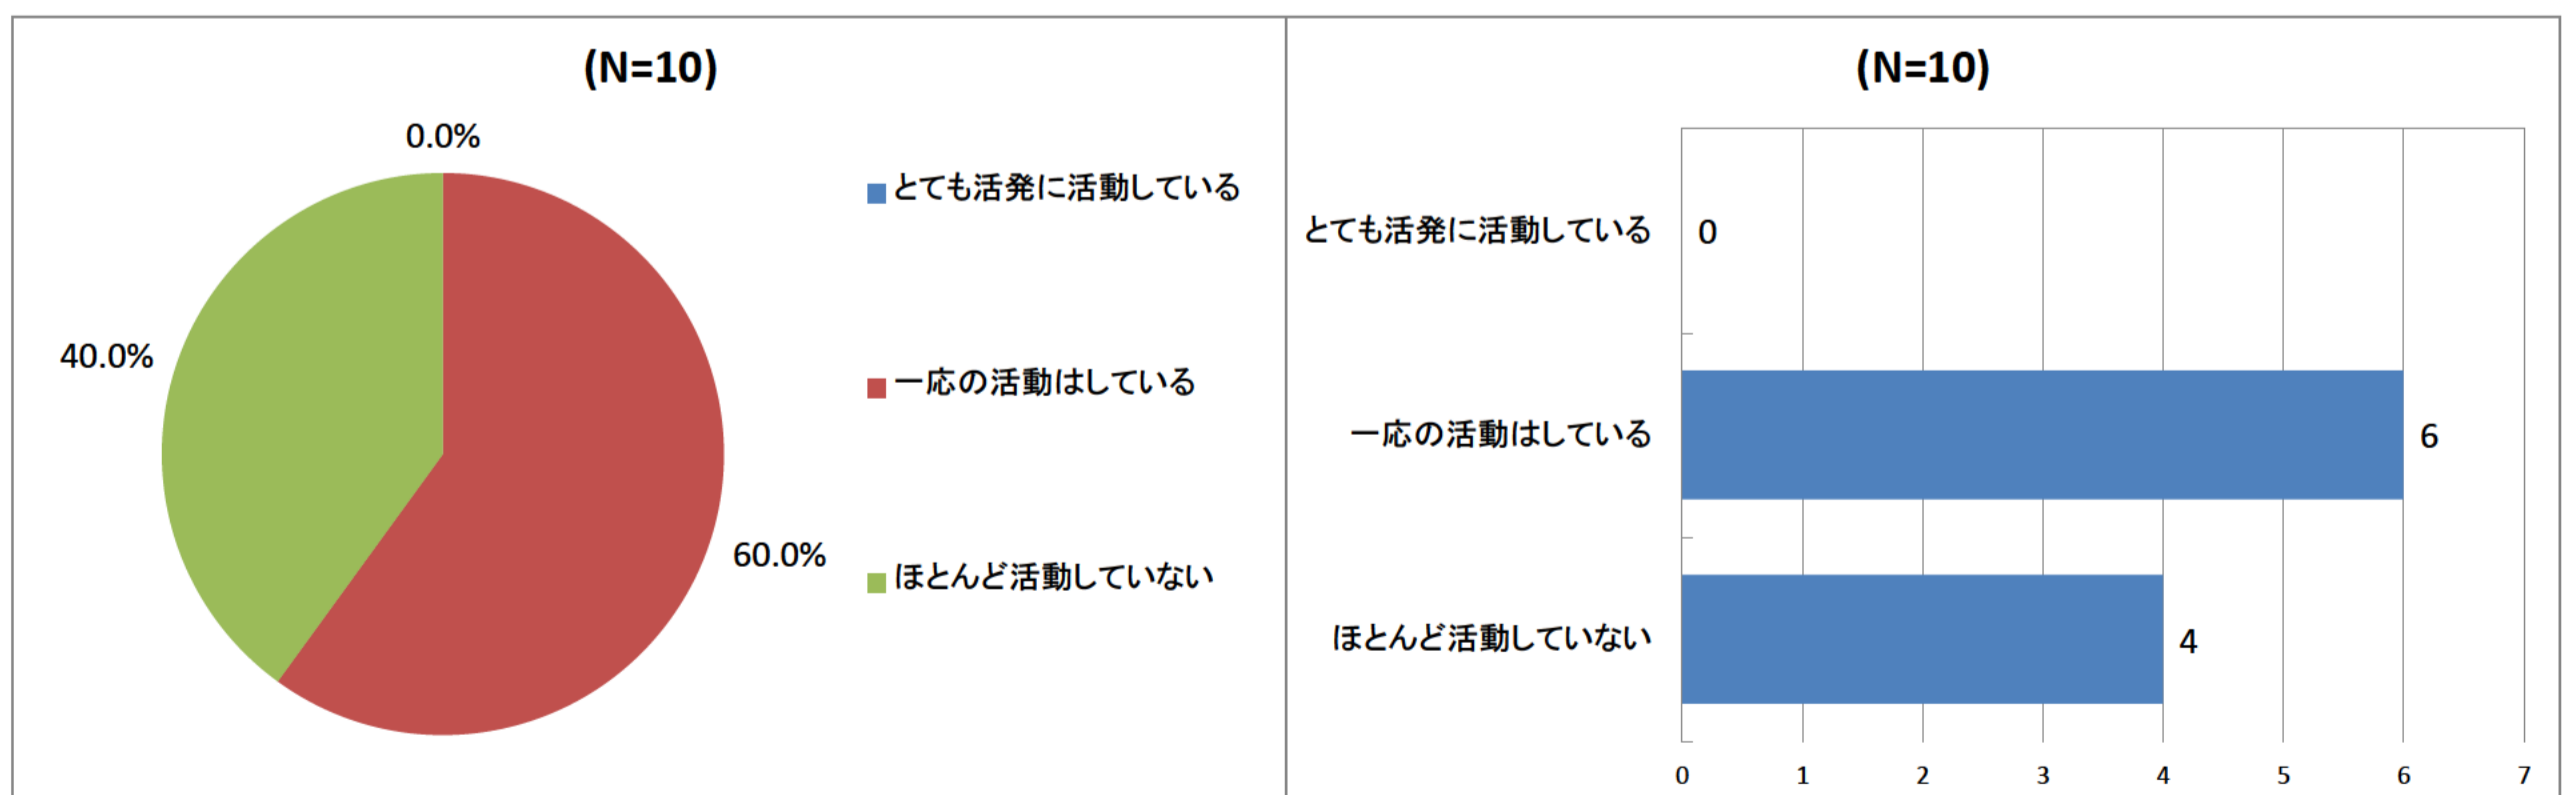 (N=10)
0.0%
40.0%
60.0%
とても活発に活動している
一応の活動はしている
ほとんど活動していない
(N=10)
とても活発に活動している 0
一応の活動はしている 6
ほとんど活動していない 4
0 1 2 3 4 5 6 7